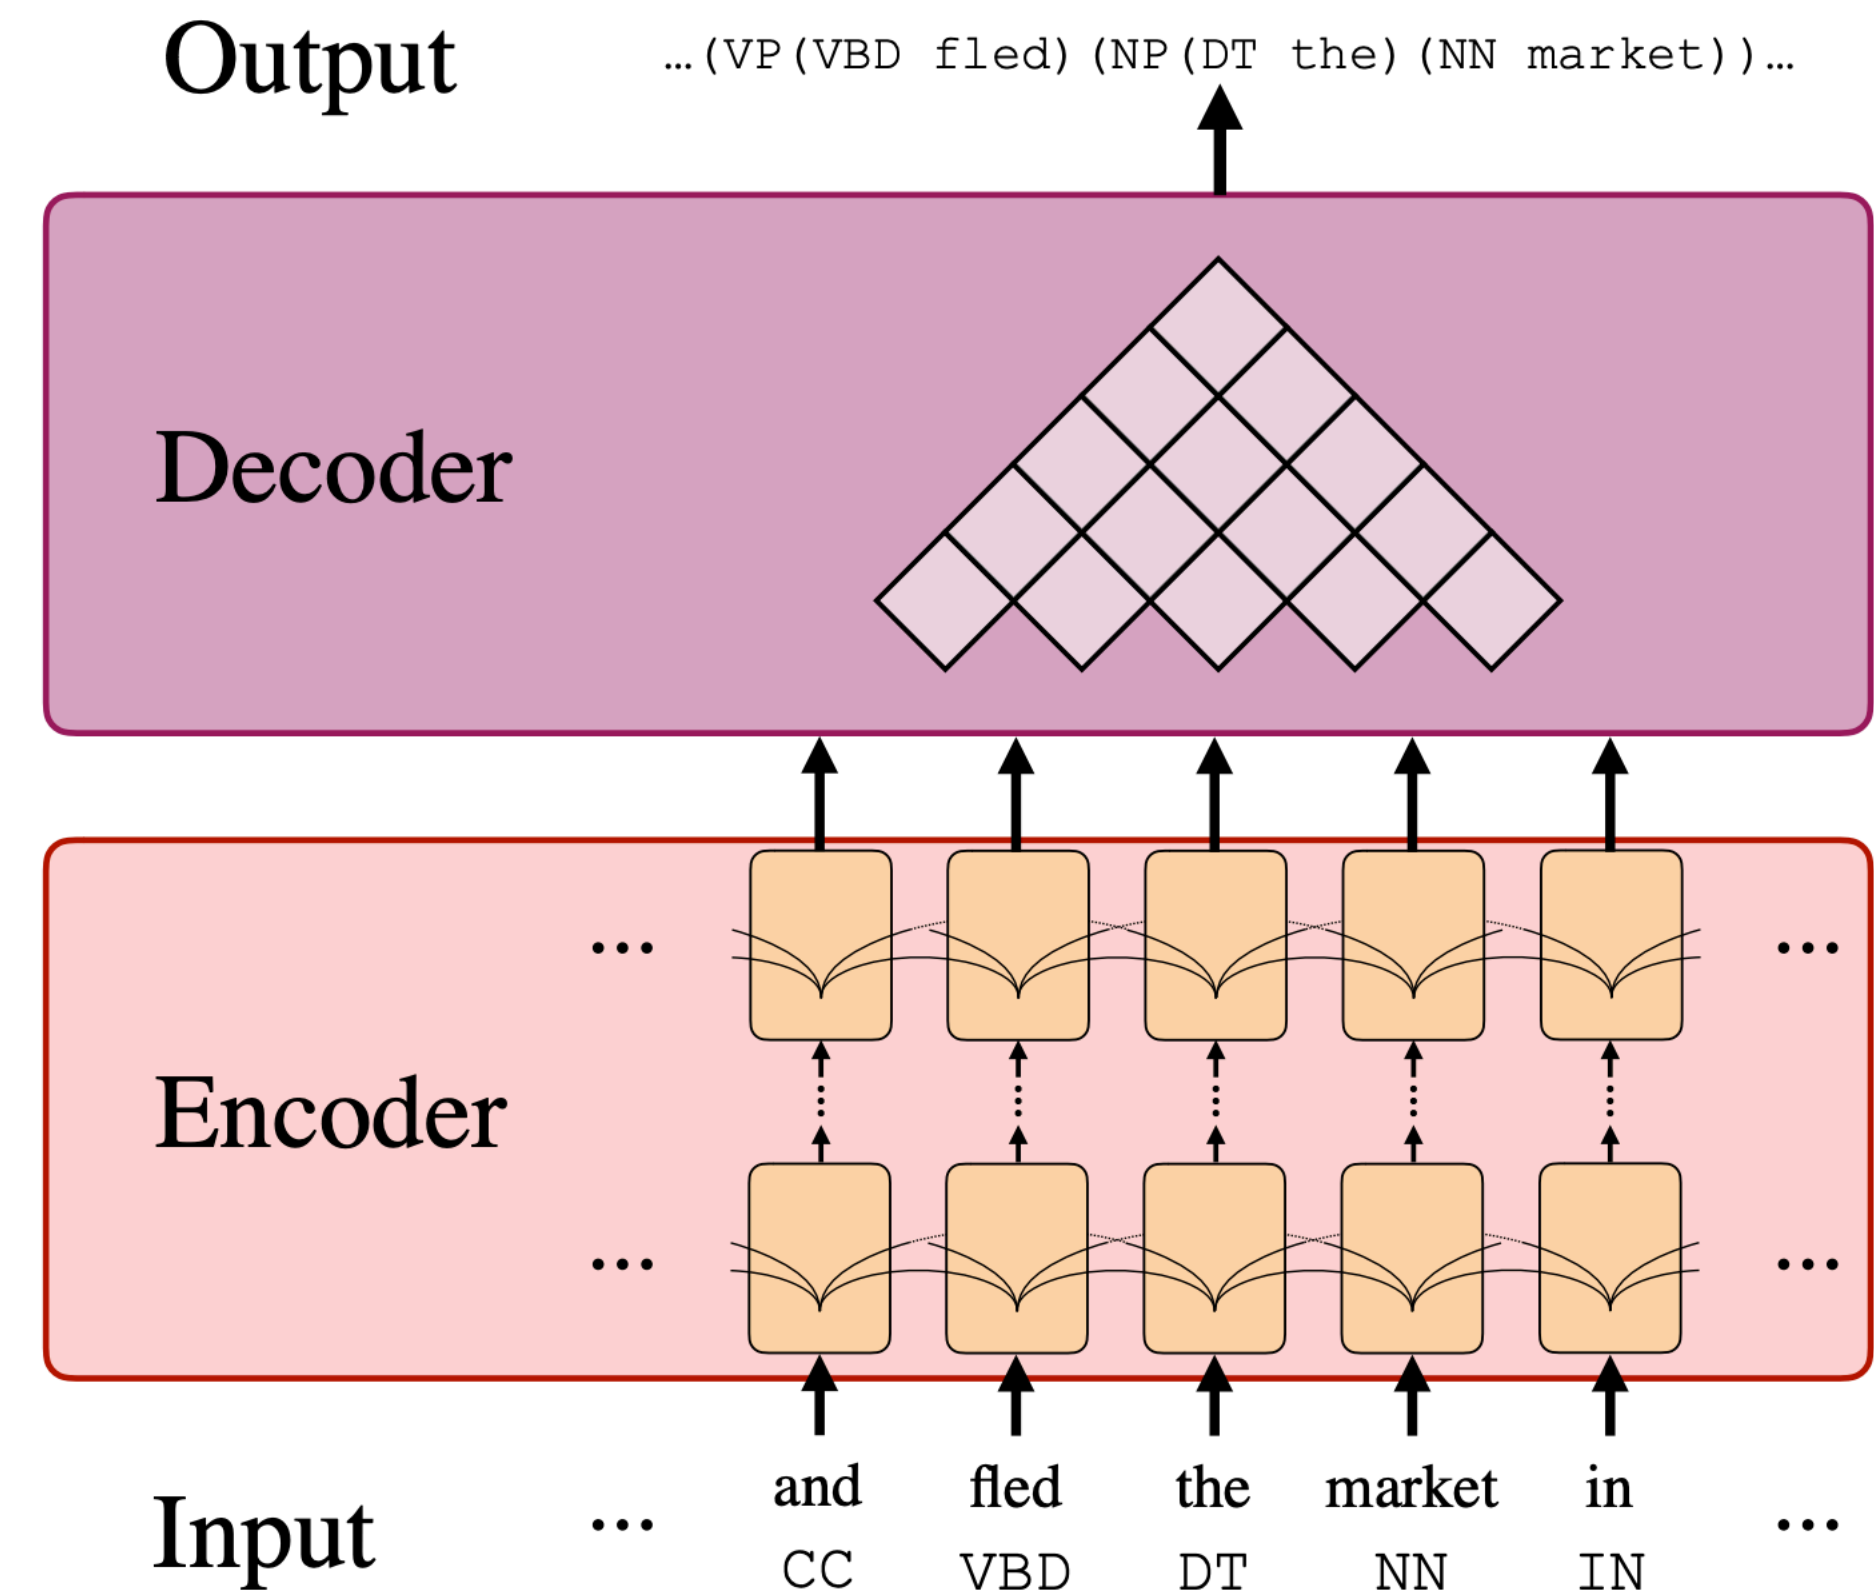 Output …(VP(VBD fled)(NP(DT the)(NN market))…
Decoder
Encoder
... ...
... ...
Input ... and fled the market in ...
CC VBD DT NN IN